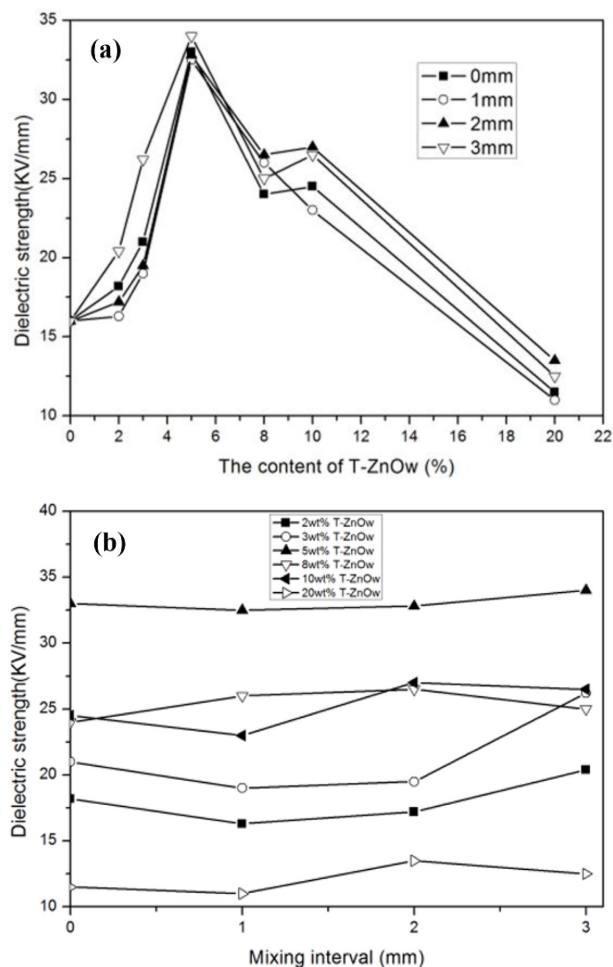 (a)
35
30
25
20
15
10
Dielectric strength(KV/mm)
0mm
1mm
2mm
3mm
0 2 4 6 8 10 12 14 16 18 20 22
The content of T-ZnOw (%)
(b)
40
35
30
25
20
15
10
Dielectric strength(KV/mm)
2wt% T-ZnOw
3wt% T-ZnOw
5wt% T-ZnOw
8wt% T-ZnOw
10wt% T-ZnOw
20wt% T-ZnOw
0 1 2 3
Mixing interval (mm)